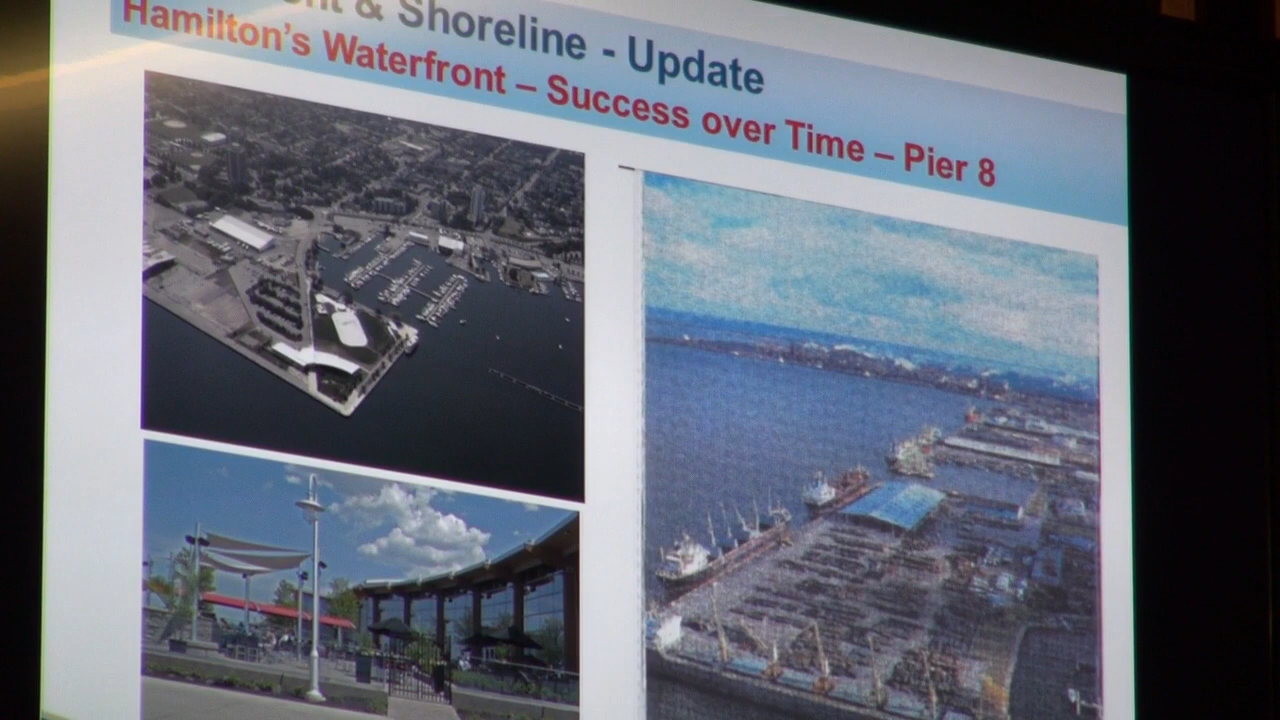 & Shoreline - Update
Hamilton's Waterfront – Success over Time – Pier 8